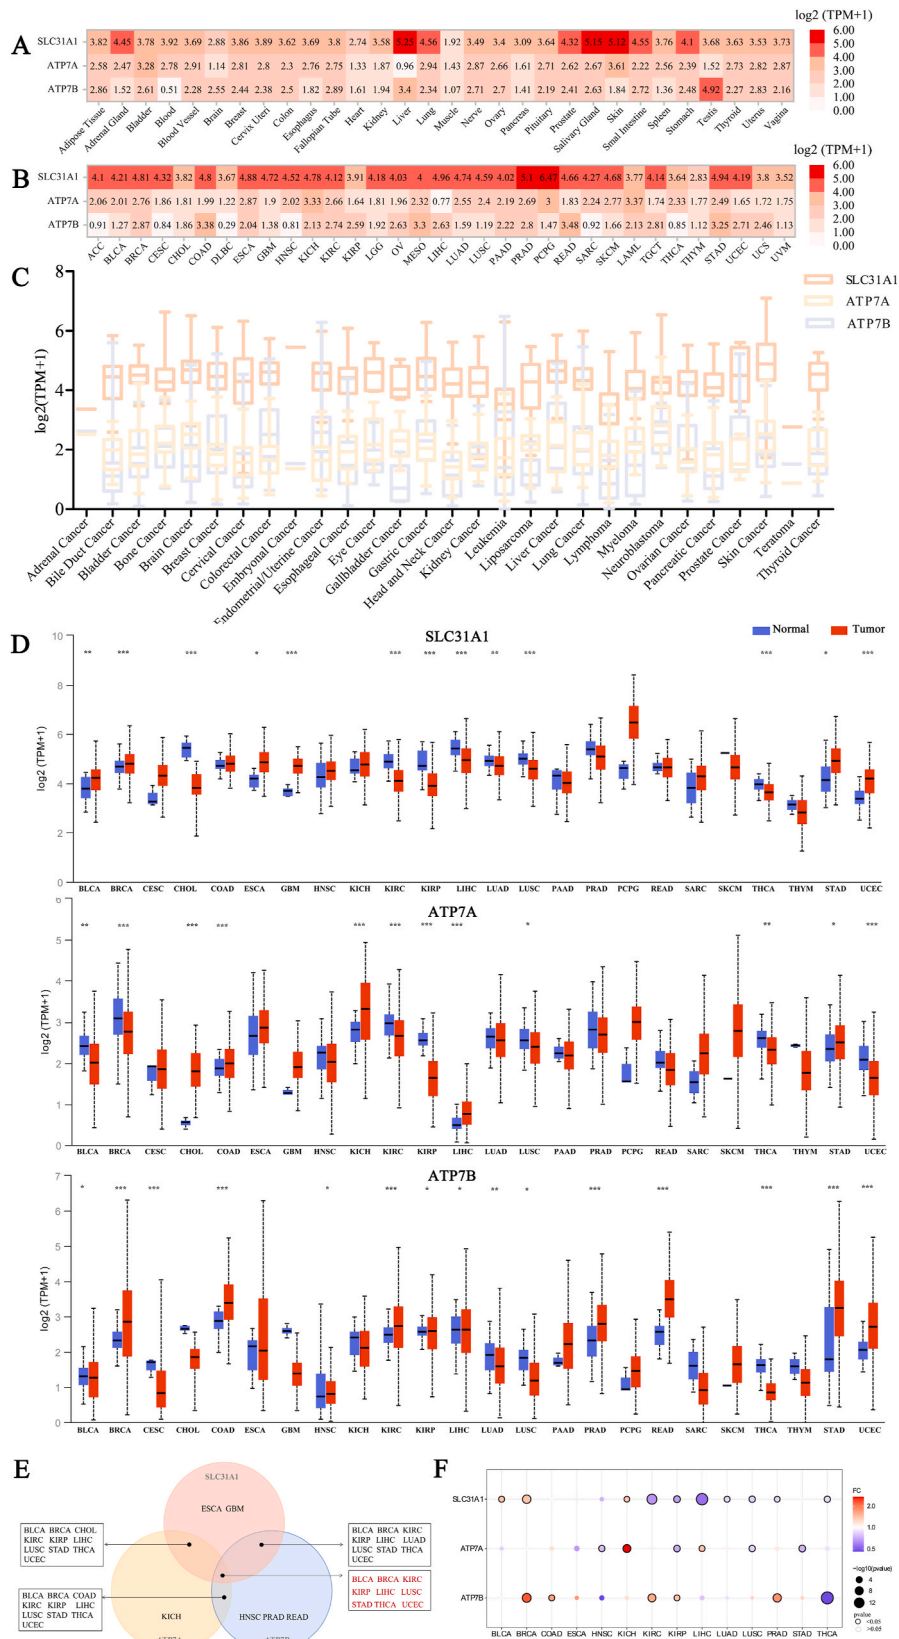 A
log2 (TPM+1)
SLC31A1 3.82 4.45 3.78 3.92 3.69 2.88 3.86 3.89 3.62 3.69 3.8 2.74 3.58 5.25 4.56 1.92 3.49 3.4 3.09 3.64 4.32 5.15 5.12 4.55 3.76 4.1 3.68 3.63 3.53 3.73
ATP7A 2.58 2.47 3.28 2.78 2.91 1.14 2.81 2.8 2.3 2.76 2.75 1.33 1.87 0.96 2.94 1.43 2.87 2.66 1.61 2.71 2.62 2.67 3.61 2.22 2.56 2.39 1.52 2.73 2.82 2.87
ATP7B 2.86 1.52 2.61 0.51 2.28 2.55 2.44 2.38 2.5 1.82 2.89 1.61 1.94 3.4 2.34 1.07 2.71 2.7 1.41 2.19 2.41 2.63 1.84 2.72 1.36 2.48 4.92 2.27 2.83 2.16
6.00
5.00
4.00
3.00
2.00
1.00
Adipose Tissue Adrenal Gland Bladder Blood Blood Vessel Brain Breast Cervix Uteri Colon Esophagus Fallopian Tube Heart Kidney Liver Lung Muscle Nerve Ovary Pancreas Pituitary Prostate Salivary Gland Skin Smal Intestine Spleen Stomach Testis Thyroid Uterus Vagina
B
log2 (TPM+1)
SLC31A1 4.1 4.21 4.81 4.32 3.82 4.8 3.67 4.88 4.72 4.52 4.78 4.12 3.91 4.18 4.03 4 4.96 4.74 4.59 4.02 5.1 6.47 4.66 4.27 4.68 3.77 4.14 3.64 2.83 4.94 4.19 3.8 3.52
ATP7A 2.06 2.01 2.76 1.86 1.81 1.99 1.22 2.87 1.9 2.02 3.33 2.66 1.64 1.81 1.96 2.32 0.77 2.55 2.4 2.19 2.69 3 1.83 2.24 2.77 3.37 1.74 2.33 1.77 2.49 1.65 1.72 1.75
ATP7B 0.91 1.27 2.87 0.84 1.86 3.38 0.29 2.04 1.38 0.81 2.13 2.74 2.59 1.92 2.63 3.3 2.63 1.59 1.19 2.22 2.8 1.47 3.48 0.92 1.66 2.13 2.81 0.85 1.12 3.25 2.71 2.46 1.13
6.00
5.00
4.00
3.00
2.00
1.00
0.00
ACC BLCA BRCA CESC CHOL COAD DLBC ESCA GBM HNSC KICH KIRC KIRP LOG OV MESO LIHC LUAD LUSC PAAD PRAD PCPG READ SARC SKCM LAML TGCT THCA THYM STAD UCEC UCS UVM
C
SLC31A1
ATP7A
ATP7B
log2(TPM+1)
8
6
4
2
0
Adrenal Cancer Bile Duct Cancer Bladder Cancer Bone Cancer Brain Cancer Breast Cancer Cervical Cancer Colorectal Cancer Embryonal Cancer Endometrial/Uterine Cancer Esophageal Cancer Eye Cancer Gallbladder Cancer Gastric Cancer Head and Neck Cancer Kidney Cancer Leukemia Liposarcoma Liver Cancer Lung Cancer Lymphoma Myeloma Neuroblastoma Ovarian Cancer Pancreatic Cancer Prostate Cancer Skin Cancer Teratoma Thyroid Cancer
D
SLC31A1
Normal Tumor
** *** *** * *** *** *** *** ** *** *** * ***
log2 (TPM+1)
10
8
6
4
2
0
BLCA BRCA CESC CHOL COAD ESCA GBM HNSC KICH KIRC KIRP LIHC LUAD LUSC PAAD PRAD PCPG READ SARC SKCM THCA THYM STAD UCEC
ATP7A
** *** *** *** *** *** *** *** * ** * ***
log2 (TPM+1)
6
5
4
3
2
1
0
BLCA BRCA CESC CHOL COAD ESCA GBM HNSC KICH KIRC KIRP LIHC LUAD LUSC PAAD PRAD PCPG READ SARC SKCM THCA THYM STAD UCEC
ATP7B
* *** *** *** * *** * * ** * *** *** *** *** ***
log2 (TPM+1)
7
6
5
4
3
2
1
0
BLCA BRCA CESC CHOL COAD ESCA GBM HNSC KICH KIRC KIRP LIHC LUAD LUSC PAAD PRAD PCPG READ SARC SKCM THCA THYM STAD UCEC
E
SLC31A1
ESCA GBM
BLCA BRCA CHOL
KIRC KIRP LIHC
LUSC STAD THCA
UCEC
BLCA BRCA KIRC
KIRP LIHC LUAD
LUSC STAD THCA
UCEC
BLCA BRCA KIRC
KIRP LIHC LUSC
STAD THCA UCEC
BLCA BRCA COAD
KIRC KIRP LIHC
LUSC STAD THCA
UCEC
KICH
HNSC PRAD READ
ATP7A
ATP7B
F
SLC31A1
ATP7A
ATP7B
BLCA BRCA COAD ESCA HNSC KICH KIRC KIRP LIHC LUAD LUSC PRAD STAD THCA
FC
2.0
1.0
0.5
−log10(pvalue)
4
8
12
pvalue
<0.05
>0.05